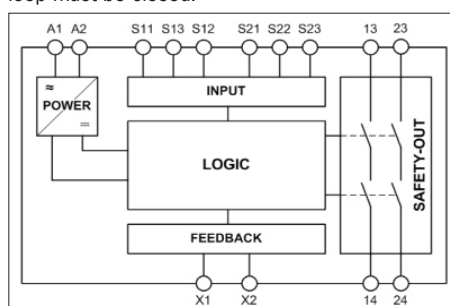 loop must be closed.
A1 A2 S11 S13 S12 S21 S22 S23 13 23
INPUT
POWER
LOGIC
SAFETY-OUT
FEEDBACK
X1 X2 14 24